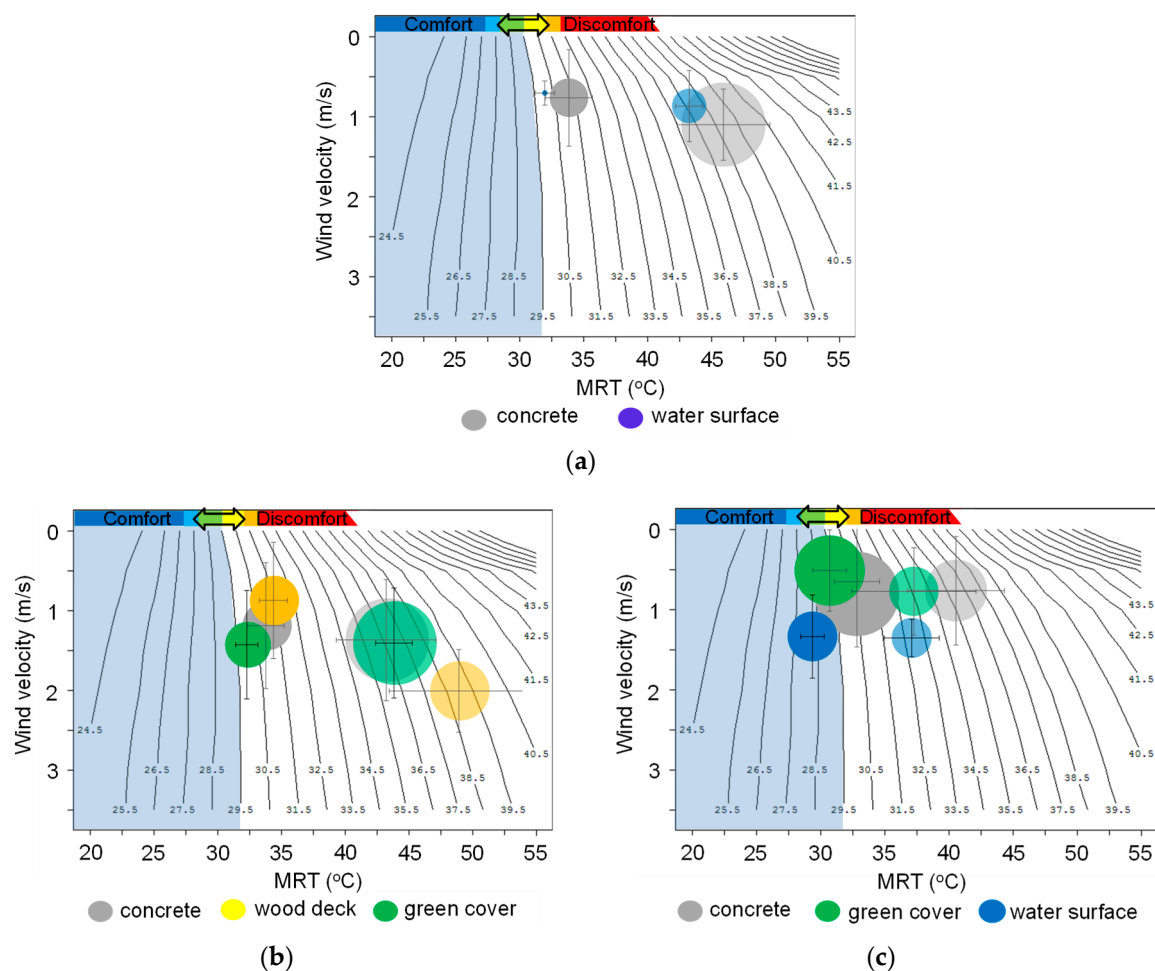 Comfort Discomfort
0
1
2
3
Wind velocity (m/s)
43.5
42.5
41.5
40.5
24.5
26.5 28.5 30.5 32.5 34.5 36.5 38.5
25.5 27.5 29.5 31.5 33.5 35.5 37.5 39.5
20 25 30 35 40 45 50 55
MRT (°C)
concrete water surface
(a)
Comfort Discomfort
0
1
2
3
Wind velocity (m/s)
43.5
42.5
41.5
40.5
24.5
26.5 28.5 30.5 32.5 34.5 36.5 38.5
25.5 27.5 29.5 31.5 33.5 35.5 37.5 39.5
20 25 30 35 40 45 50 55
MRT (°C)
concrete wood deck green cover
(b)
Comfort Discomfort
0
1
2
3
Wind velocity (m/s)
43.5
42.5
41.5
40.5
24.5
26.5 28.5 30.5 32.5 34.5 36.5 38.5
25.5 27.5 29.5 31.5 33.5 35.5 37.5 39.5
20 25 30 35 40 45 50 55
MRT (°C)
concrete green cover water surface
(c)